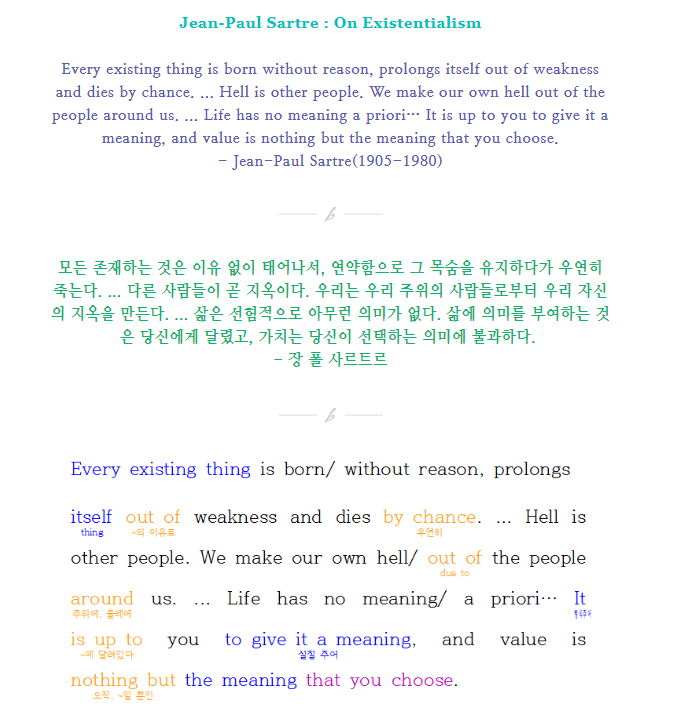 Jean-Paul Sartre : On Existentialism
Every existing thing is born without reason, prolongs itself out of weakness
and dies by chance. ... Hell is other people. We make our own hell out of the
people around us. ... Life has no meaning a priori… It is up to you to give it a
meaning, and value is nothing but the meaning that you choose.
- Jean-Paul Sartre(1905-1980)
b
모든 존재하는 것은 이유 없이 태어나서, 연약함으로 그 목숨을 유지하다가 우연히
죽는다. ... 다른 사람들이 곧 지옥이다. 우리는 우리 주위의 사람들로부터 우리 자신
의 지옥을 만든다. ... 삶은 선험적으로 아무런 의미가 없다. 삶에 의미를 부여하는 것
은 당신에게 달렸고, 가치는 당신이 선택하는 의미에 불과하다.
- 장 폴 사르트르
b
Every existing thing is born/ without reason, prolongs
itself out of weakness and dies by chance. ... Hell is
thing ~의 이유로 우연히
other people. We make our own hell/ out of the people
due to
around us. ... Life has no meaning/ a priori… It
주위에, 둘레에
is up to you to give it a meaning, and value is
~에 달려있다 실질 주어
nothing but the meaning that you choose.
오직, ~일 뿐인